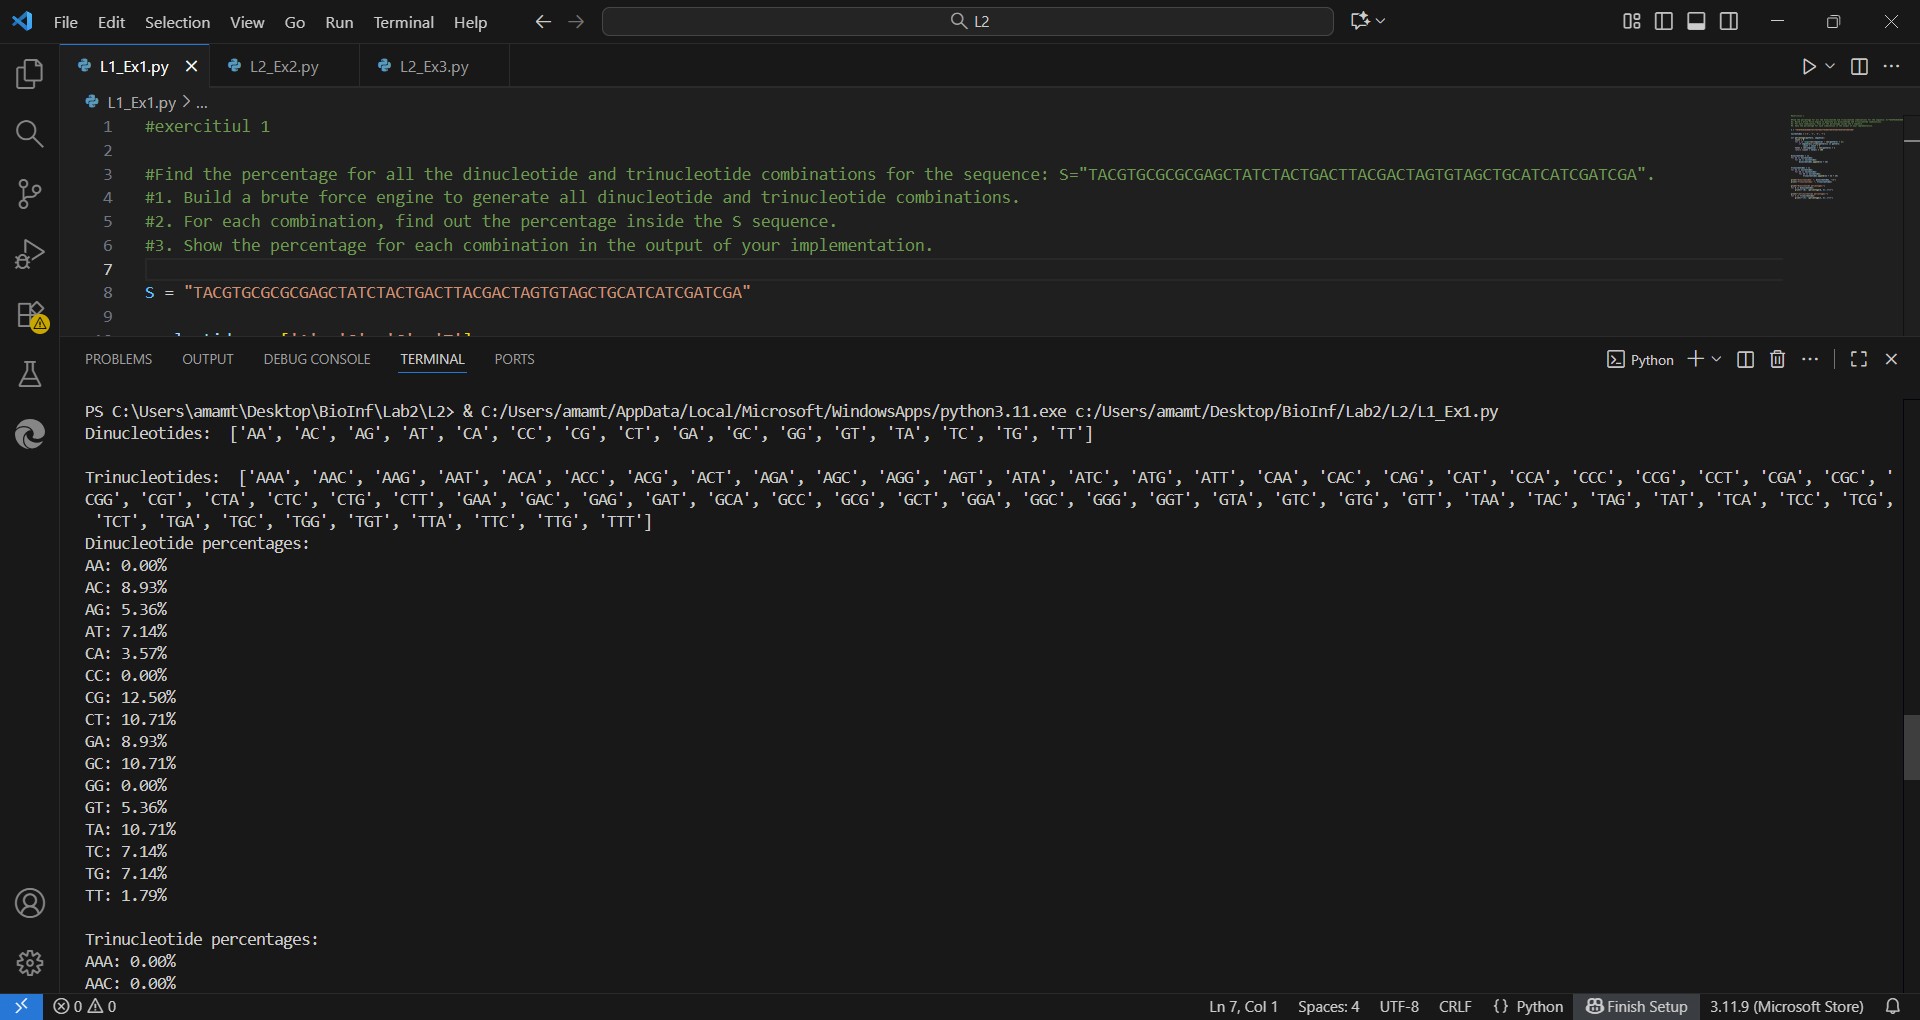 File Edit Selection View Go Run Terminal Help L2
L1_Ex1.py L2_Ex2.py L2_Ex3.py
L1_Ex1.py > ...
1 #exercitiul 1
2
3 #Find the percentage for all the dinucleotide and trinucleotide combinations for the sequence: S="TACGTGCGCGCGAGCTATCTACTGACTTACGACTAGTGTAGCTGCATCATCGATCGA".
4 #1. Build a brute force engine to generate all dinucleotide and trinucleotide combinations.
5 #2. For each combination, find out the percentage inside the S sequence.
6 #3. Show the percentage for each combination in the output of your implementation.
7
8 S = "TACGTGCGCGCGAGCTATCTACTGACTTACGACTAGTGTAGCTGCATCATCGATCGA"
9
PROBLEMS OUTPUT DEBUG CONSOLE TERMINAL PORTS Python
PS C:\Users\amamt\Desktop\BioInf\Lab2\L2> & C:/Users/amamt/AppData/Local/Microsoft/WindowsApps/python3.11.exe c:/Users/amamt/Desktop/BioInf/Lab2/L2/L1_Ex1.py
Dinucleotides: ['AA', 'AC', 'AG', 'AT', 'CA', 'CC', 'CG', 'CT', 'GA', 'GC', 'GG', 'GT', 'TA', 'TC', 'TG', 'TT']
Trinucleotides: ['AAA', 'AAC', 'AAG', 'AAT', 'ACA', 'ACC', 'ACG', 'ACT', 'AGA', 'AGC', 'AGG', 'AGT', 'ATA', 'ATC', 'ATG', 'ATT', 'CAA', 'CAC', 'CAG', 'CAT', 'CCA', 'CCC', 'CCG', 'CCT', 'CGA', 'CGC', '
CGG', 'CGT', 'CTA', 'CTC', 'CTG', 'CTT', 'GAA', 'GAC', 'GAG', 'GAT', 'GCA', 'GCC', 'GCG', 'GCT', 'GGA', 'GGC', 'GGG', 'GGT', 'GTA', 'GTC', 'GTG', 'GTT', 'TAA', 'TAC', 'TAG', 'TAT', 'TCA', 'TCC', 'TCG',
'TCT', 'TGA', 'TGC', 'TGG', 'TGT', 'TTA', 'TTC', 'TTG', 'TTT']
Dinucleotide percentages:
AA: 0.00%
AC: 8.93%
AG: 5.36%
AT: 7.14%
CA: 3.57%
CC: 0.00%
CG: 12.50%
CT: 10.71%
GA: 8.93%
GC: 10.71%
GG: 0.00%
GT: 5.36%
TA: 10.71%
TC: 7.14%
TG: 7.14%
TT: 1.79%
Trinucleotide percentages:
AAA: 0.00%
AAC: 0.00%
0 0 Ln 7, Col 1 Spaces: 4 UTF-8 CRLF {} Python Finish Setup 3.11.9 (Microsoft Store)